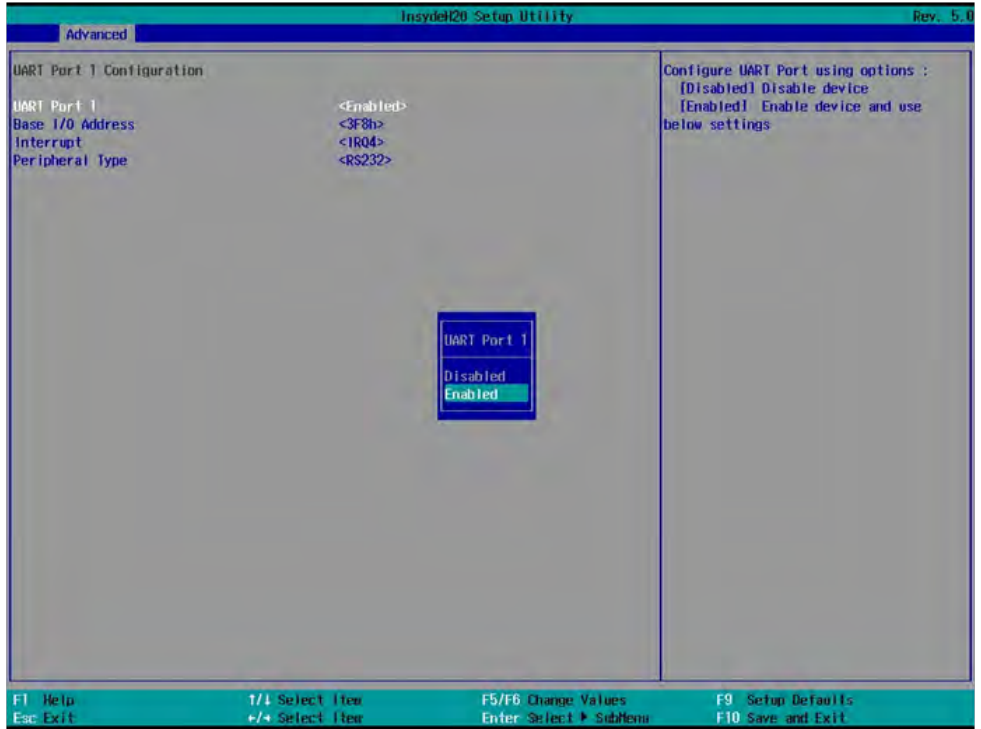 InsydeH20 Setup Utility Rev. 5.0
Advanced
UART Port 1 Configuration
UART Port 1 <Enabled>
Base I/O Address <3F8h>
Interrupt <IRQ4>
Peripheral Type <RS232>
Configure UART Port using options :
[Disabled] Disable device
[Enabled] Enable device and use
below settings
UART Port 1
Disabled
Enabled
F1 Help ↑/↓ Select Item F5/F6 Change Values F9 Setup Defaults
Esc Exit ←/→ Select Item Enter Select ▶ SubMenu F10 Save and Exit